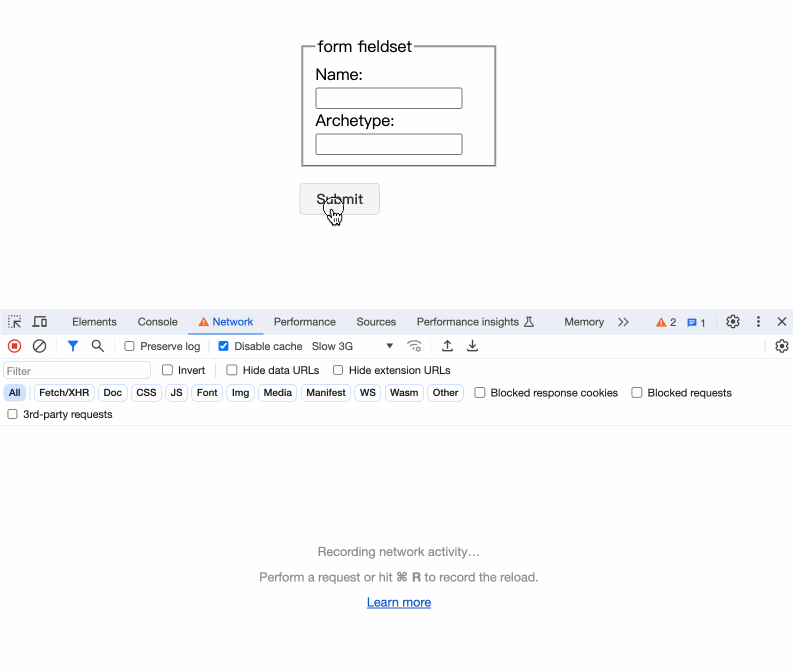 form fieldset
Name:
Archetype:
Submit
Elements Console Network Performance Sources Performance insights Memory 2 1
Preserve log Disable cache Slow 3G
Filter Invert Hide data URLs Hide extension URLs
All Fetch/XHR Doc CSS JS Font Img Media Manifest WS Wasm Other Blocked response cookies Blocked requests
3rd-party requests
Recording network activity…
Perform a request or hit ⌘ R to record the reload.
Learn more